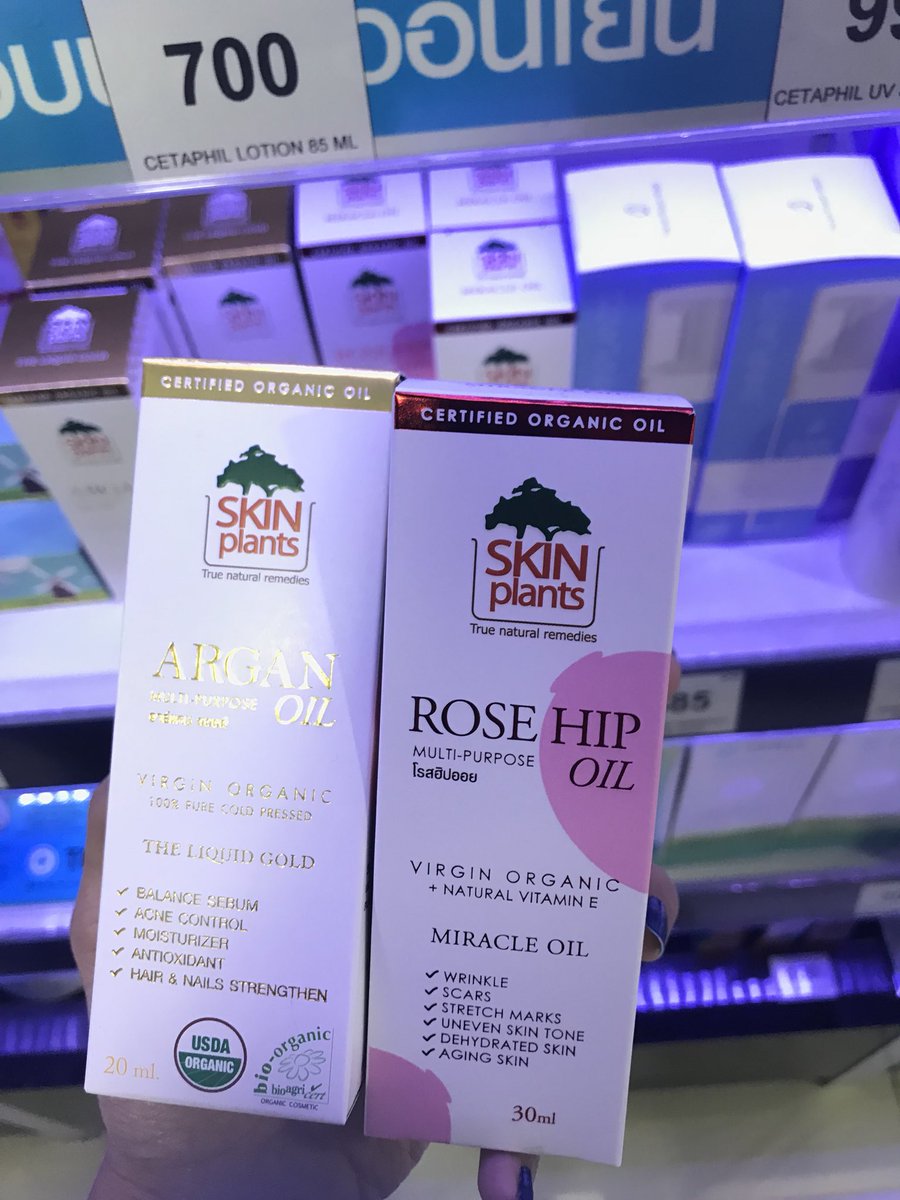 อนโยน
700
CETAPHIL LOTION 85 ML
CETAPHIL UV
CERTIFIED ORGANIC OIL
SKIN
plants
True natural remedies
ARGAN
MULTI-PURPOSE
OIL
VIRGIN ORGANIC
100% PURE COLD PRESSED
THE LIQUID GOLD
✓ BALANCE SEBUM
✓ ACNE CONTROL
✓ MOISTURIZER
✓ ANTIOXIDANT
✓ HAIR & NAILS STRENGTHEN
20 ml.
USDA
ORGANIC
bio-organic
bioagricert
ORGANIC COSMETIC
CERTIFIED ORGANIC OIL
SKIN
plants
True natural remedies
ROSE HIP
MULTI-PURPOSE
OIL
โรสฮิปออย
VIRGIN ORGANIC
+ NATURAL VITAMIN E
MIRACLE OIL
✓ WRINKLE
✓ SCARS
✓ STRETCH MARKS
✓ UNEVEN SKIN TONE
✓ DEHYDRATED SKIN
✓ AGING SKIN
30ml
85